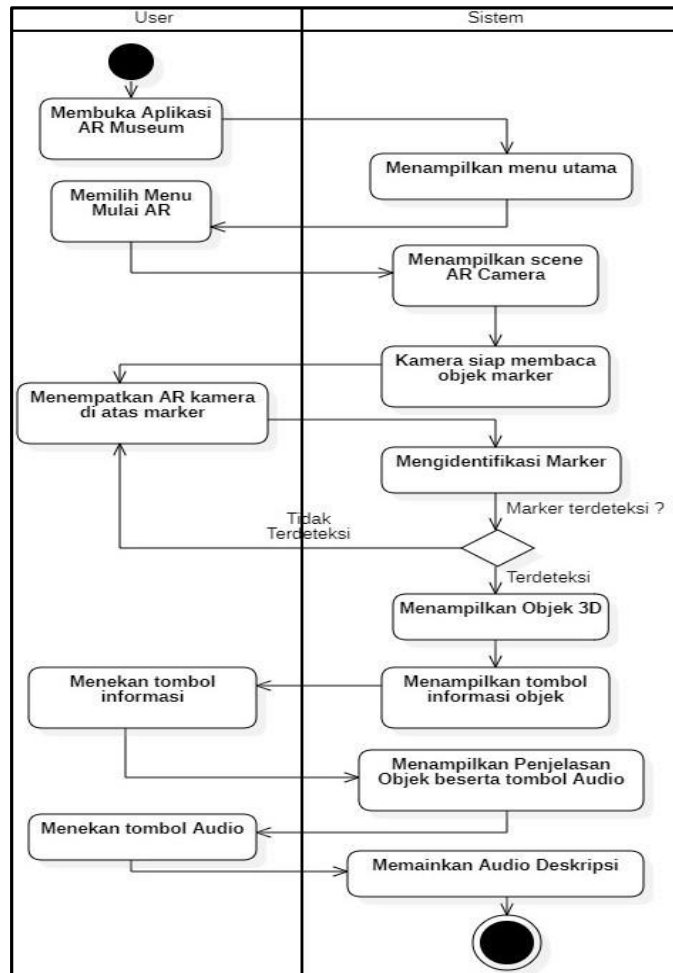 User
Sistem
Membuka Aplikasi
AR Museum
Menampilkan menu utama
Memilih Menu
Mulai AR
Menampilkan scene
AR Camera
Kamera siap membaca
objek marker
Menempatkan AR kamera
di atas marker
Mengidentifikasi Marker
Marker terdeteksi ?
Tidak
Terdeteksi
Terdeteksi
Menampilkan Objek 3D
Menampilkan tombol
informasi objek
Menekan tombol
informasi
Menampilkan Penjelasan
Objek beserta tombol Audio
Menekan tombol Audio
Memainkan Audio Deskripsi